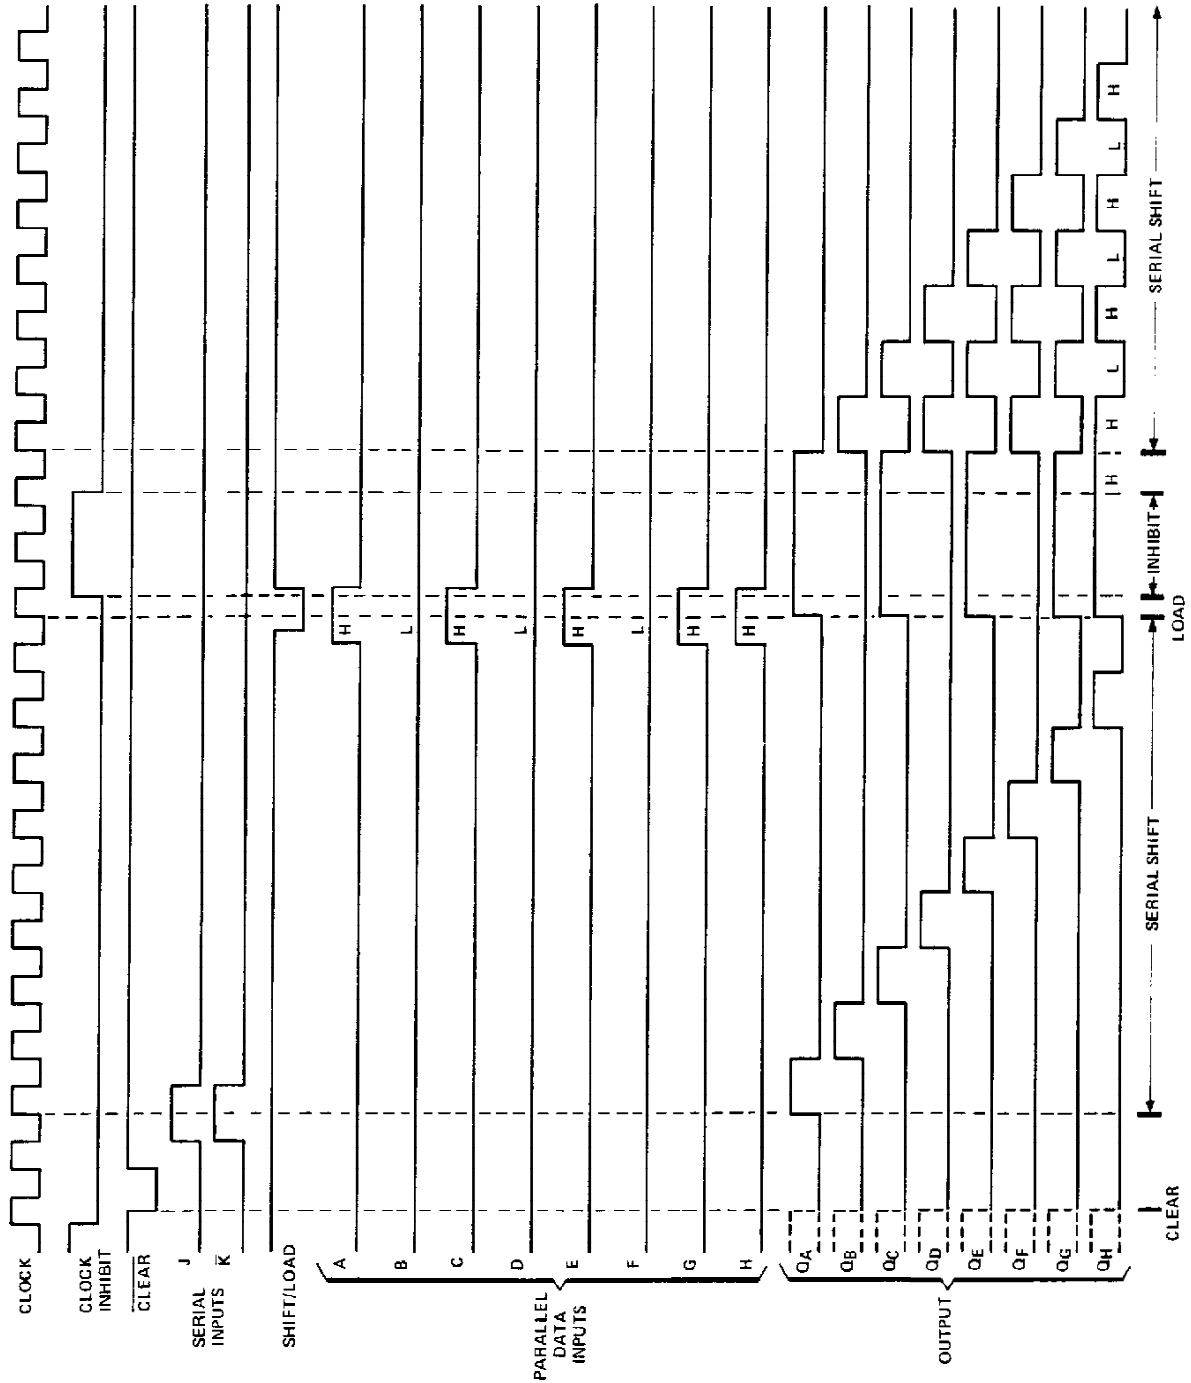 CLOCK
CLOCK
INHIBIT
CLEAR
SERIAL
INPUTS
J
K
SHIFT/LOAD
PARALLEL
DATA
INPUTS
A
H
B
L
C
H
D
L
E
H
F
L
G
H
H
H
OUTPUT
QA
QB
QC
QD
QE
QF
QG
QH
H H L H L H L H
SERIAL SHIFT
INHIBIT
SERIAL SHIFT
CLEAR
LOAD